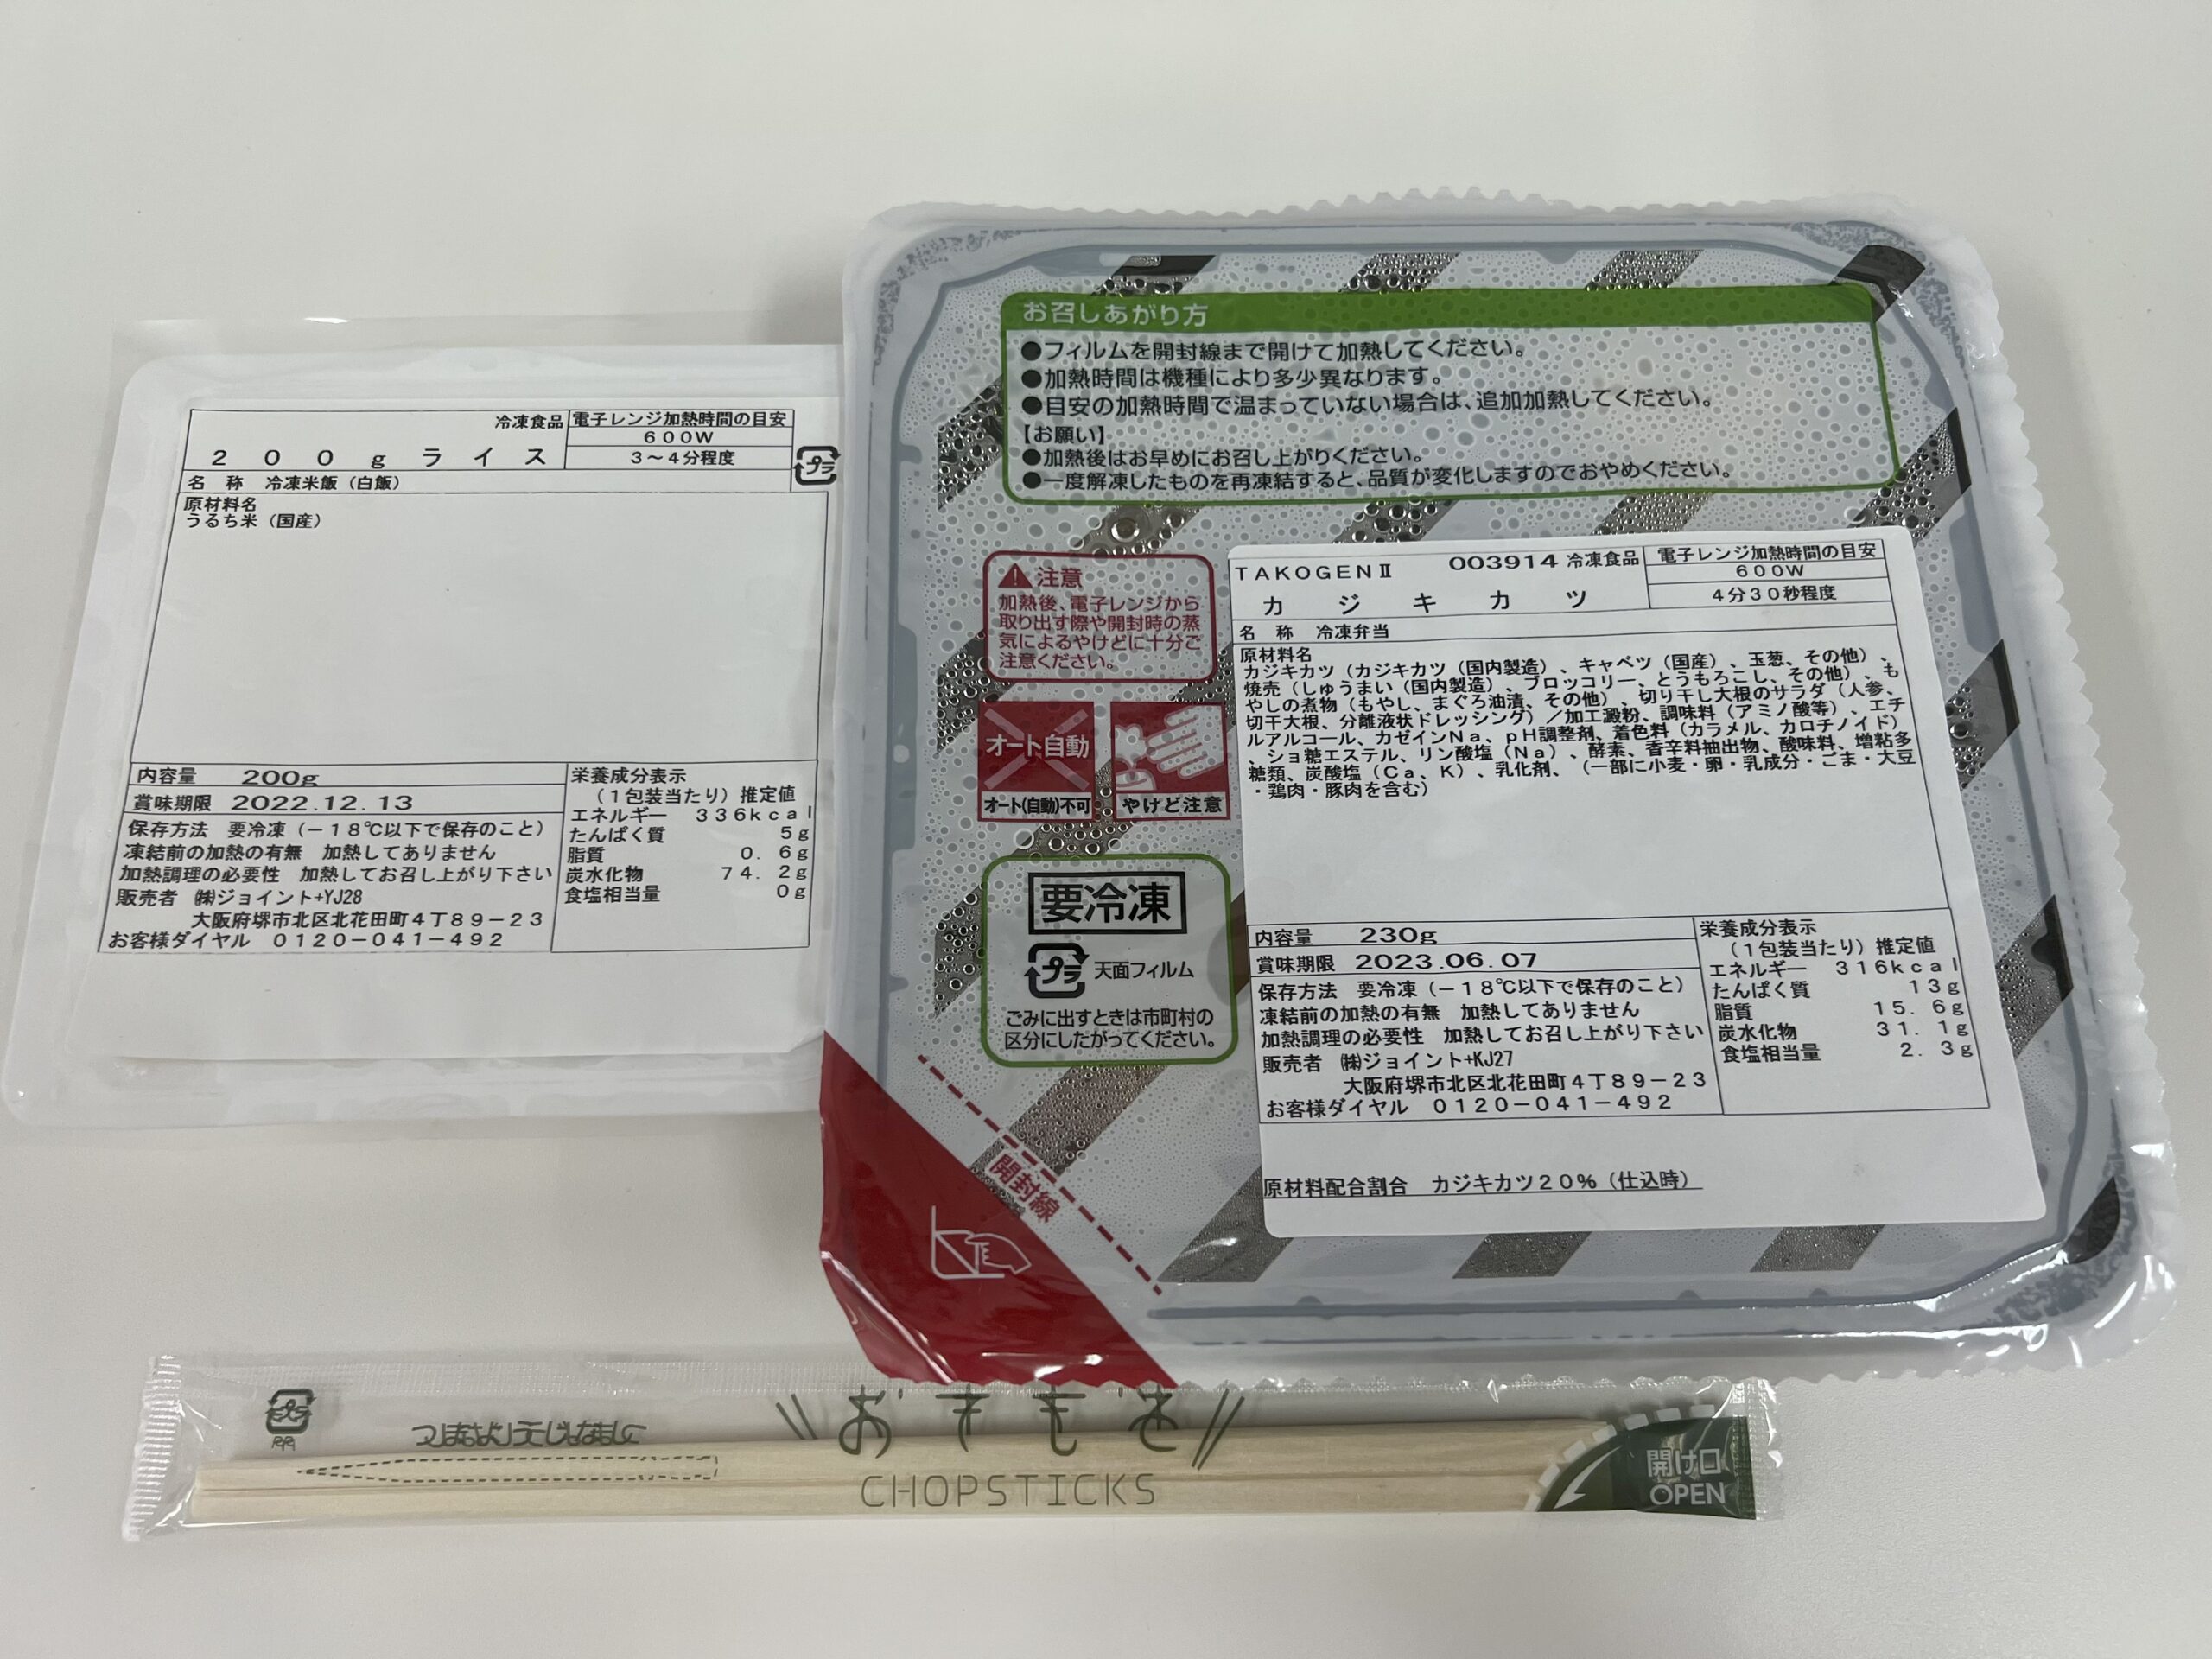 冷凍食品
200gライス
電子レンジ加熱時間の目安
600W
3～4分程度
プラ
名 称 冷凍米飯（白飯）
原材料名
うるち米（国産）
内容量 200g
賞味期限 2022.12.13
保存方法 要冷凍（－18℃以下で保存のこと）
凍結前の加熱の有無 加熱してありません
加熱調理の必要性 加熱してお召し上がり下さい
販売者 ㈱ジョイント+YJ28
大阪府堺市北区北花田町4丁89－23
お客様ダイヤル 0120－041－492
栄養成分表示
（1包装当たり）推定値
エネルギー 336kcal
たんぱく質 5g
脂質 0.6g
炭水化物 74.2g
食塩相当量 0g
お召しあがり方
●フィルムを開封線まで開けて加熱してください。
●加熱時間は機種により多少異なります。
●目安の加熱時間で温まっていない場合は、追加加熱してください。
【お願い】
●加熱後はお早めにお召し上がりください。
●一度解凍したものを再凍結すると、品質が変化しますのでおやめください。
注意
加熱後、電子レンジから
取り出す際や開封時の蒸
気によるやけどに十分ご
注意ください。
オート自動
オート(自動)不可
やけど注意
要冷凍
プラ 天面フィルム
ごみに出すときは市町村の
区分にしたがってください。
開封線
TAKOGENⅡ 003914 冷凍食品
カジキカツ
電子レンジ加熱時間の目安
600W
4分30秒程度
名 称 冷凍弁当
原材料名
カジキカツ（カジキカツ（国内製造）、キャベツ（国産）、玉葱、その他）、
焼売（しゅうまい（国内製造）、ブロッコリー、とうもろこし、その他）、も
やしの煮物（もやし、まぐろ油漬、その他）、切り干し大根のサラダ（人参、
切干大根、分離液状ドレッシング）／加工澱粉、調味料（アミノ酸等）、エチ
ルアルコール、カゼインNa、pH調整剤、着色料（カラメル、カロチノイド）
、ショ糖エステル、リン酸塩（Na）、酵素、香辛料抽出物、酸味料、増粘多
糖類、炭酸塩（Ca、K）、乳化剤、（一部に小麦・卵・乳成分・ごま・大豆
・鶏肉・豚肉を含む）
内容量 230g
賞味期限 2023.06.07
保存方法 要冷凍（－18℃以下で保存のこと）
凍結前の加熱の有無 加熱してありません
加熱調理の必要性 加熱してお召し上がり下さい
販売者 ㈱ジョイント+KJ27
大阪府堺市北区北花田町4丁89－23
お客様ダイヤル 0120－041－492
栄養成分表示
（1包装当たり）推定値
エネルギー 316kcal
たんぱく質 13g
脂質 15.6g
炭水化物 31.1g
食塩相当量 2.3g
原材料配合割合 カジキカツ20%（仕込時）
プラ
おてもと
CHOPSTICKS
開け口
OPEN